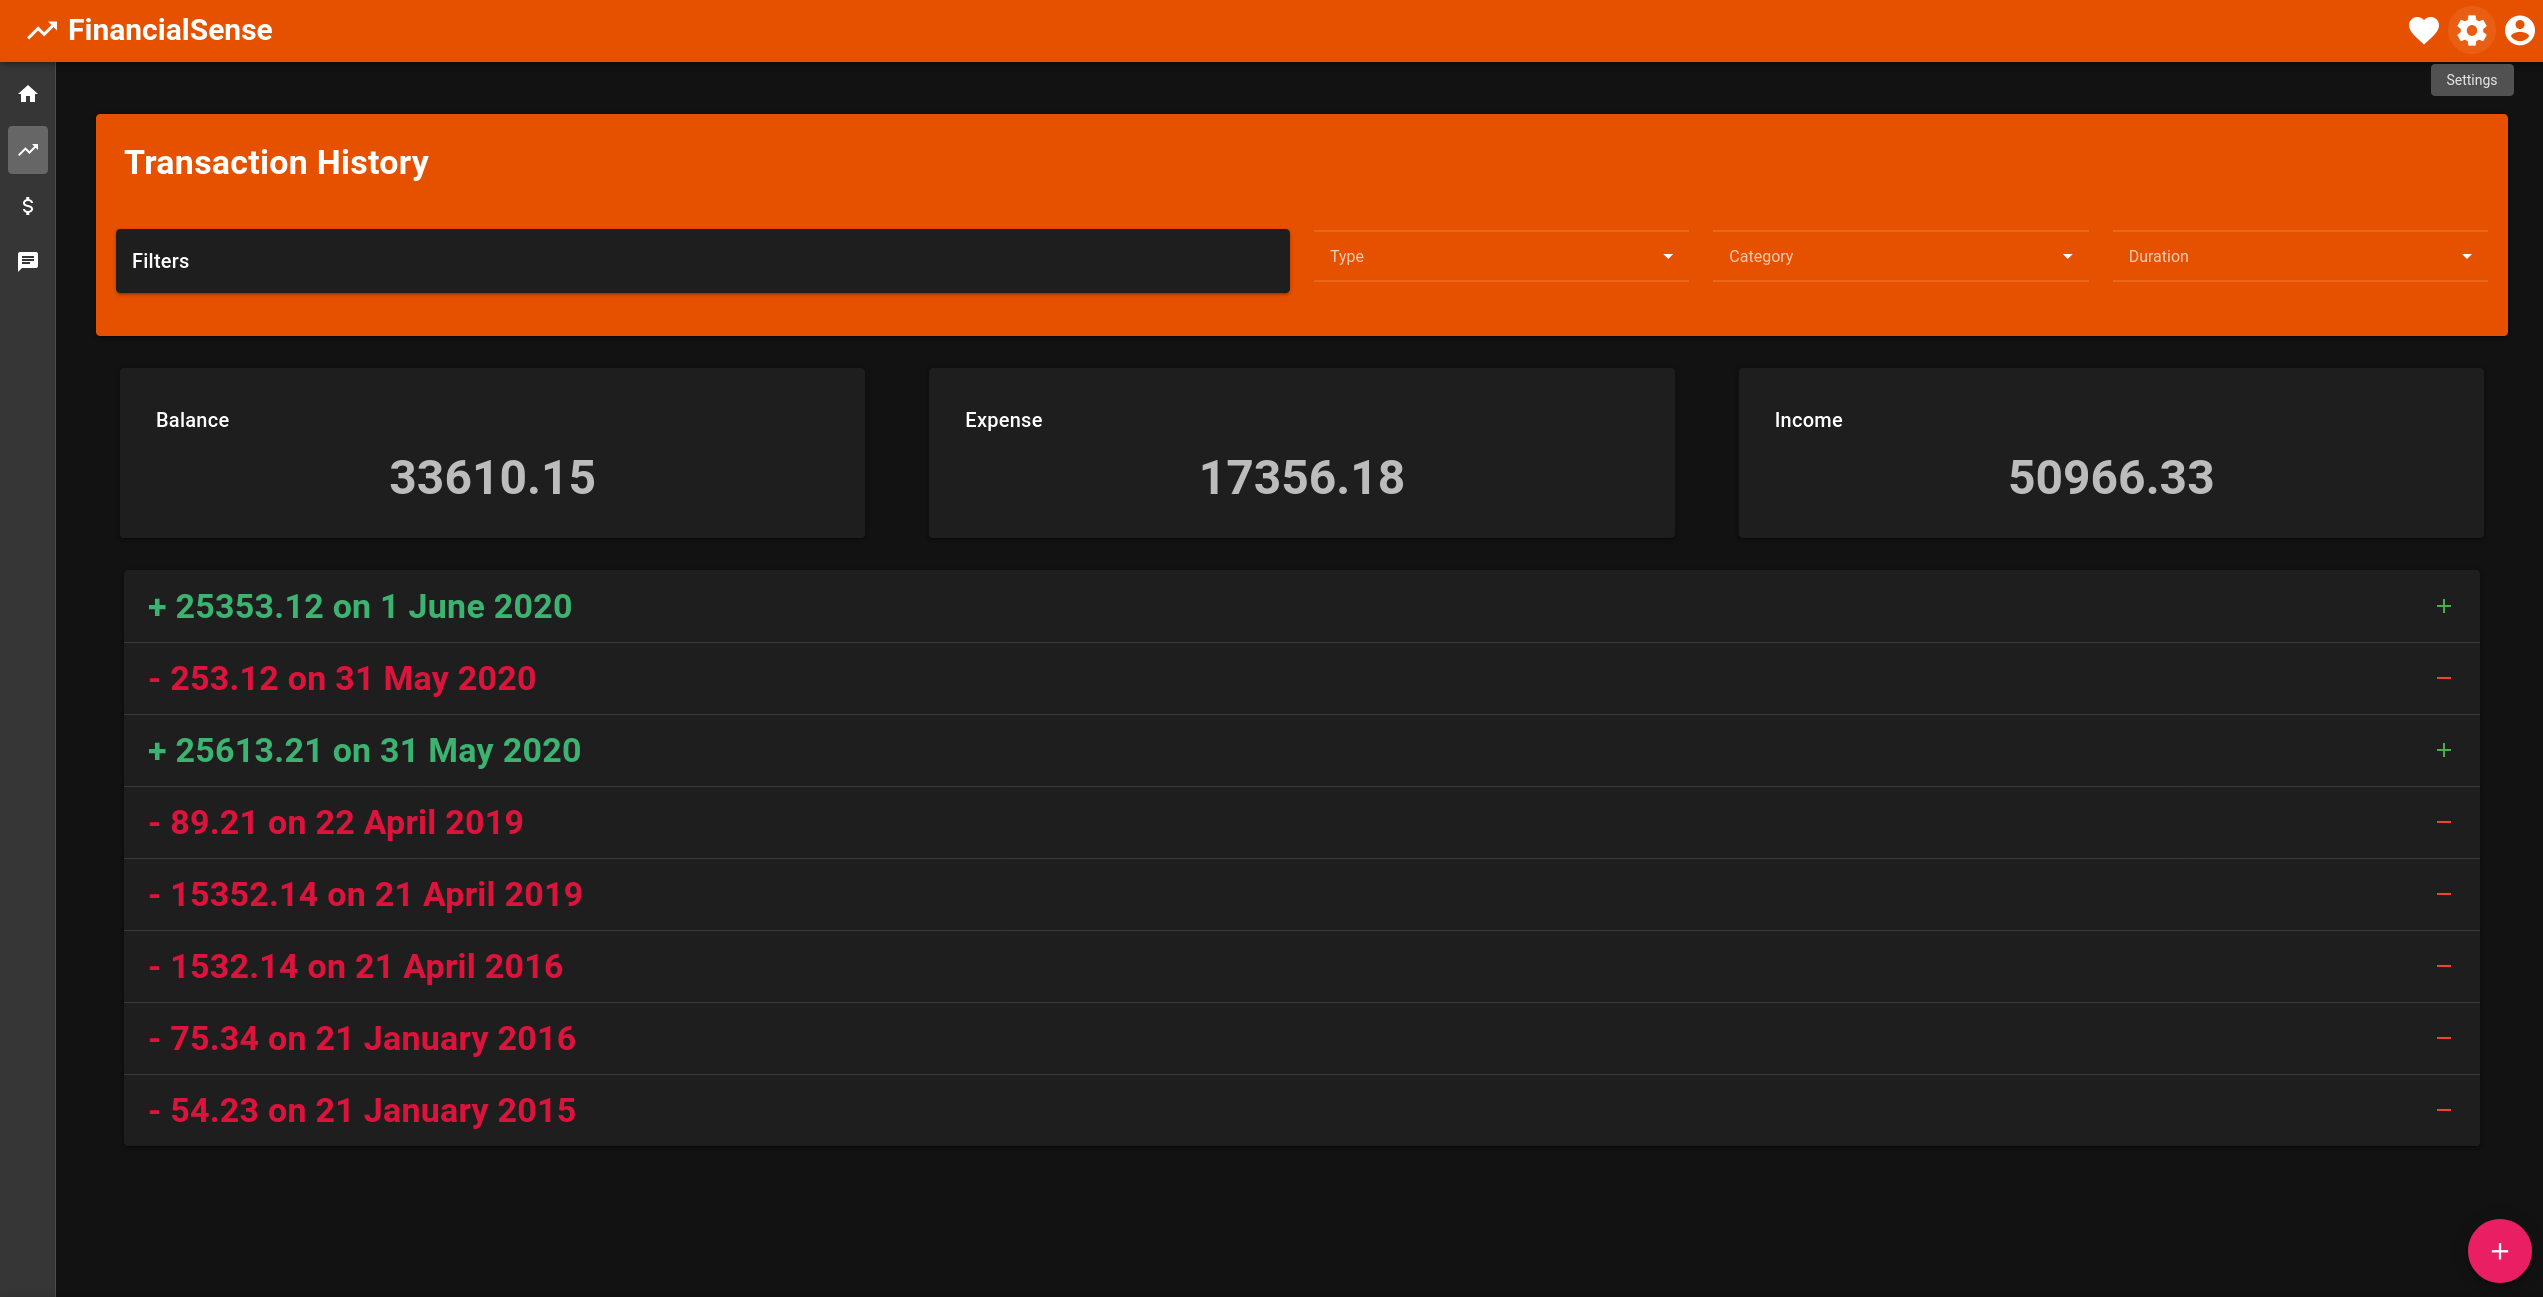 FinancialSense
Settings
Transaction History
Filters
Type
Category
Duration
Balance
33610.15
Expense
17356.18
Income
50966.33
+ 25353.12 on 1 June 2020
- 253.12 on 31 May 2020
+ 25613.21 on 31 May 2020
- 89.21 on 22 April 2019
- 15352.14 on 21 April 2019
- 1532.14 on 21 April 2016
- 75.34 on 21 January 2016
- 54.23 on 21 January 2015